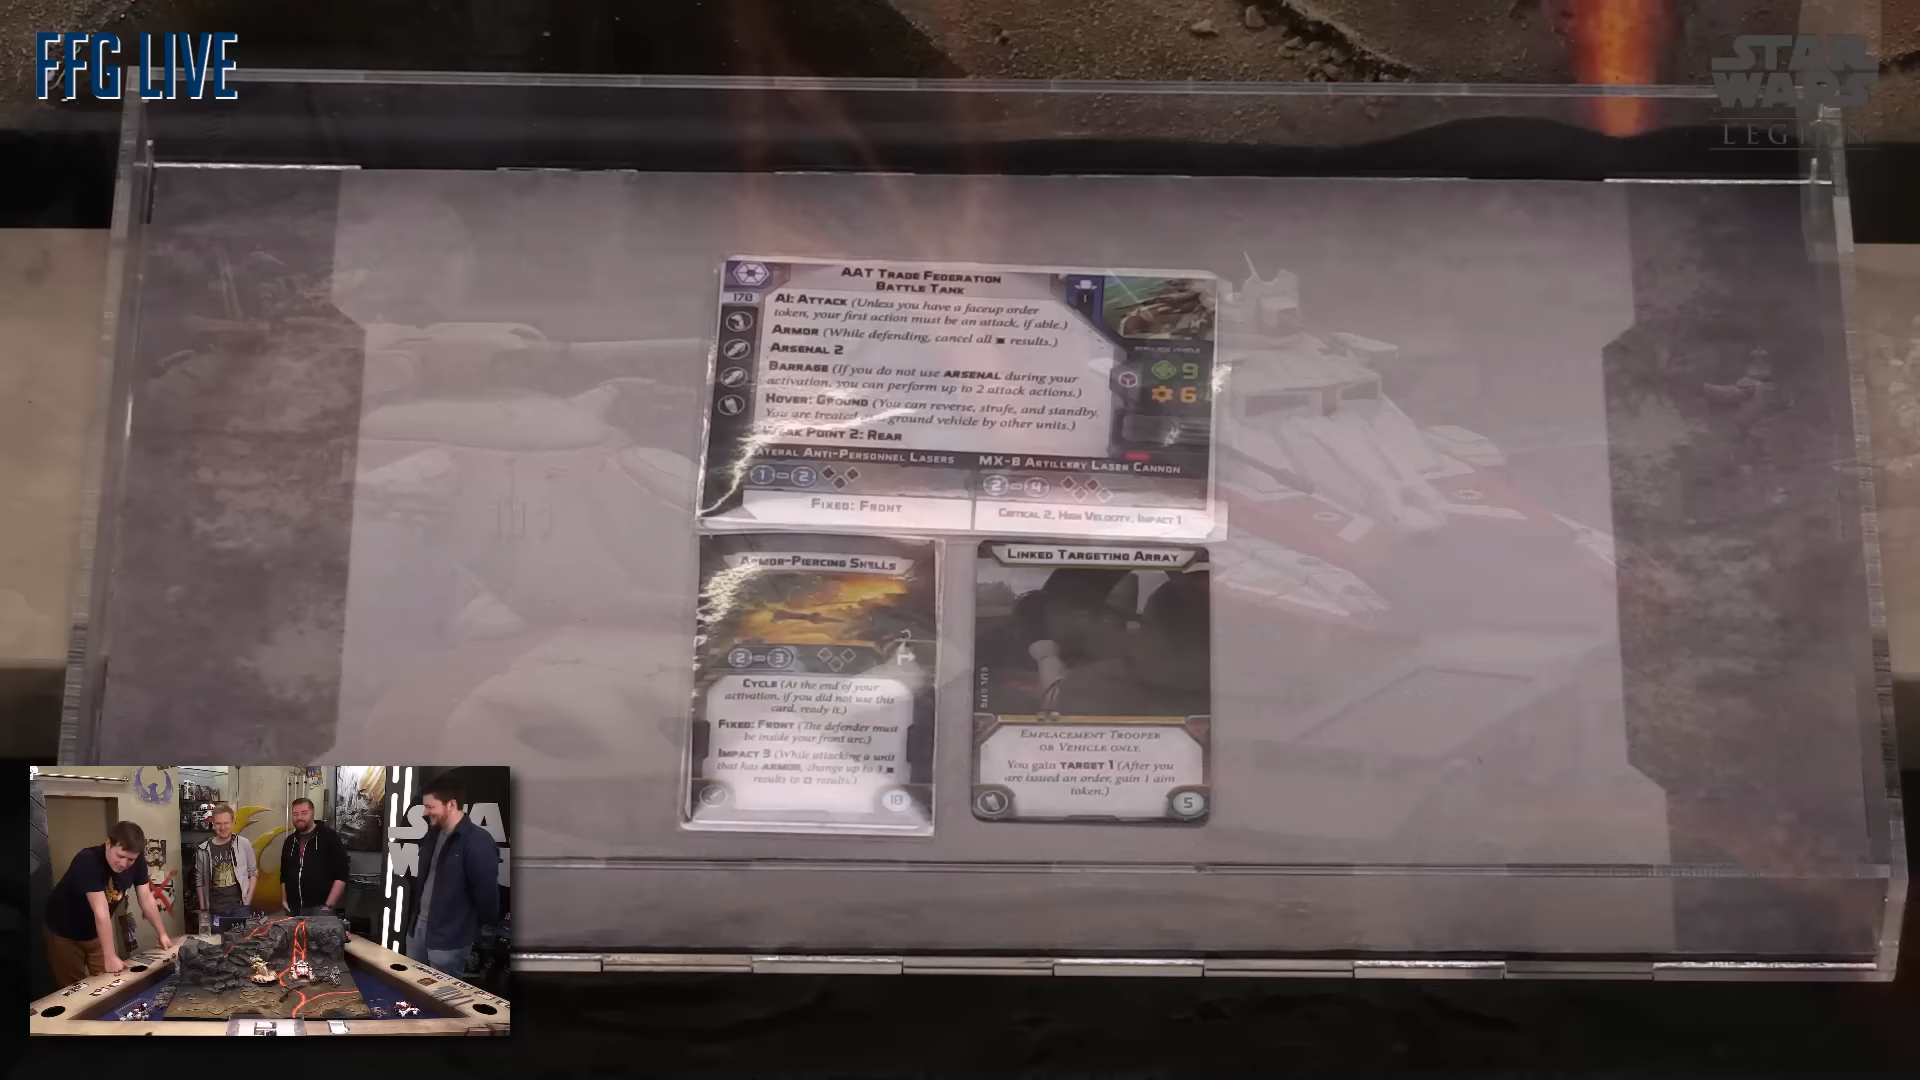 FFG LIVE
STAR
WARS
LEGION
AAT Trade Federation
Battle Tank
170
1
AI: Attack (Unless you have a faceup order
token, your first action must be an attack, if able.)
Armor (While defending, cancel all results.)
Arsenal 2
Barrage (If you do not use Arsenal during your
activation, you can perform up to 2 attack actions.)
Hover: Ground (You can reverse, strafe, and standby.
You are treated ground vehicle by other units.)
Point 2: Rear
Repulsor Vehicle
9
6
Anti-Personnel Lasers
1-2
Fixed: Front
MX-8 Artillery Laser Cannon
2-4
Critical 2, High Velocity, Impact 1
Armor-Piercing Shells
2-3
Cycle (At the end of your
activation, if you did not use this
card, ready it.)
Fixed: Front (The defender must
be inside your front arc.)
Impact 3 (While attacking a unit
that has Armor, change up to 3
results to results.)
10
Linked Targeting Array
Emplacement Trooper
or Vehicle only.
You gain Target 1 (After you
are issued an order, gain 1 aim
token.)
5